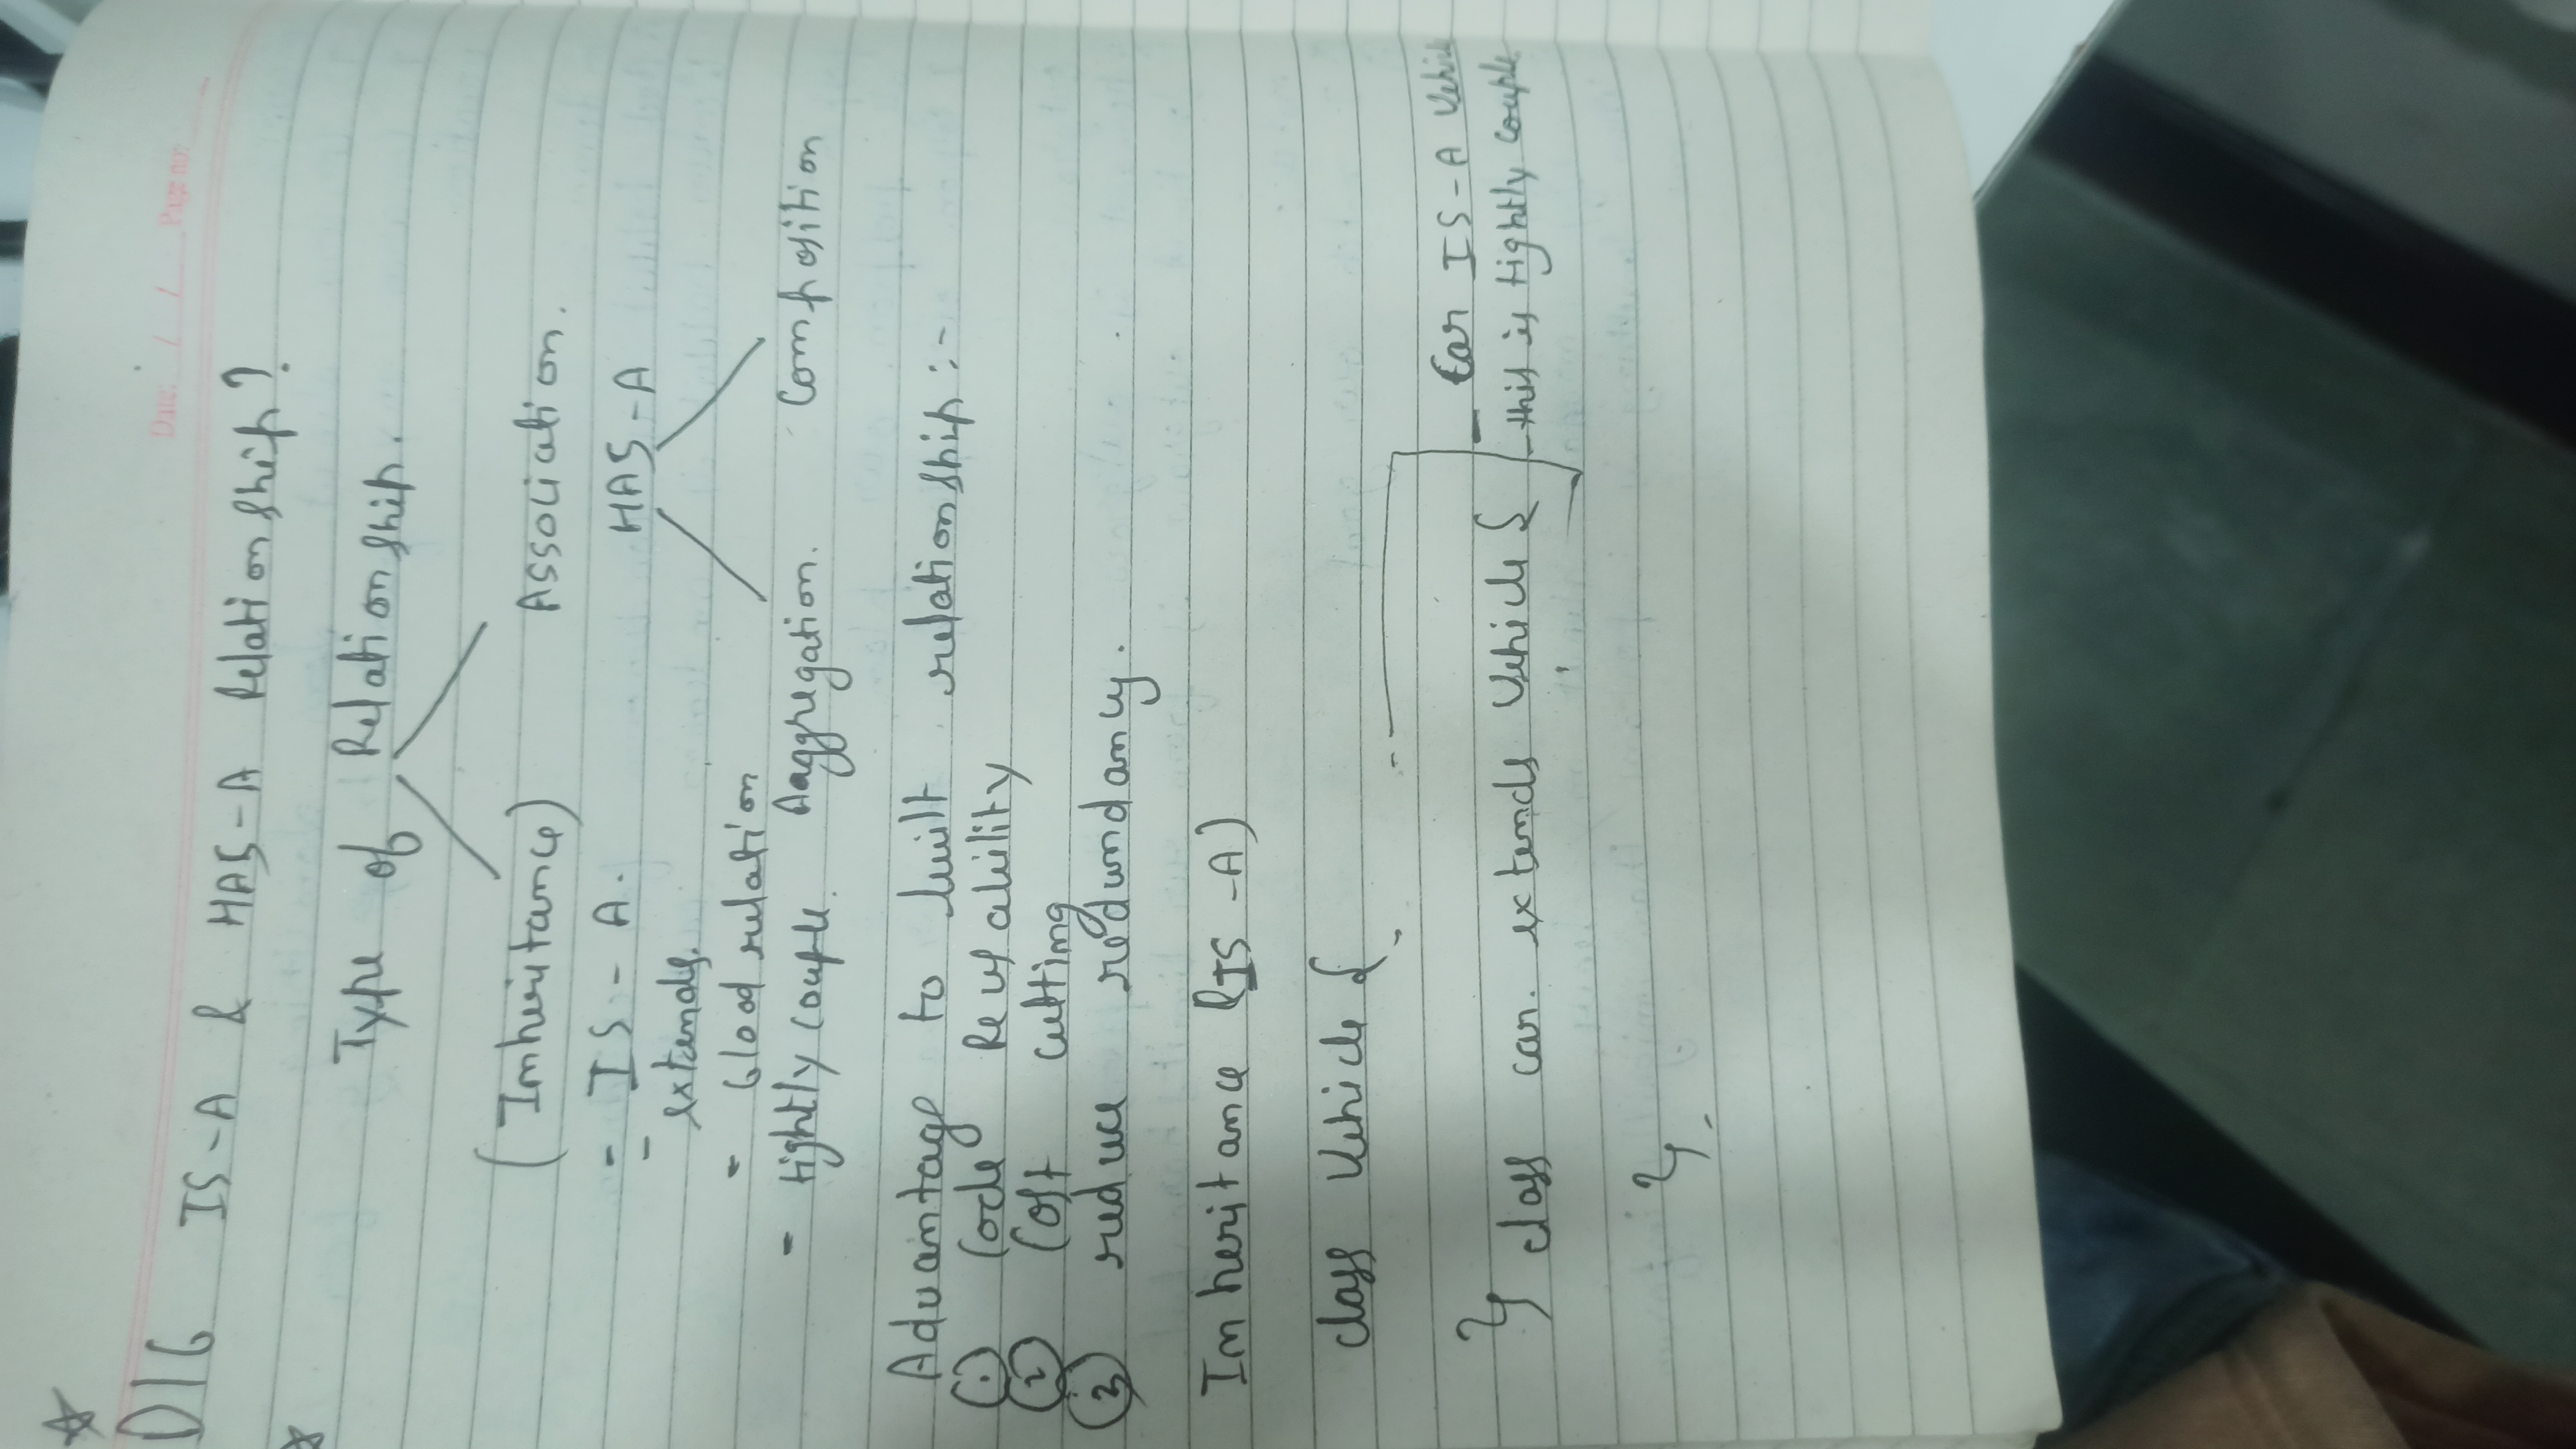 Date: / / Page no:
D16 IS-A & HAS-A Relationship?
Type of Relationship.
(Inheritance) Association.
= IS - A. HAS-A
extends.
- blood relation
- tightly couple. Aaggregation. Composition
Advantage to built relationship :-
① Code Reusability
② Cost cutting
③ reduce redundancy.
Inheritance (IS -A)
class Vehicle {
- Car IS-A Vehicle
} class car. extends Vehicle { - this is tightly couple
}